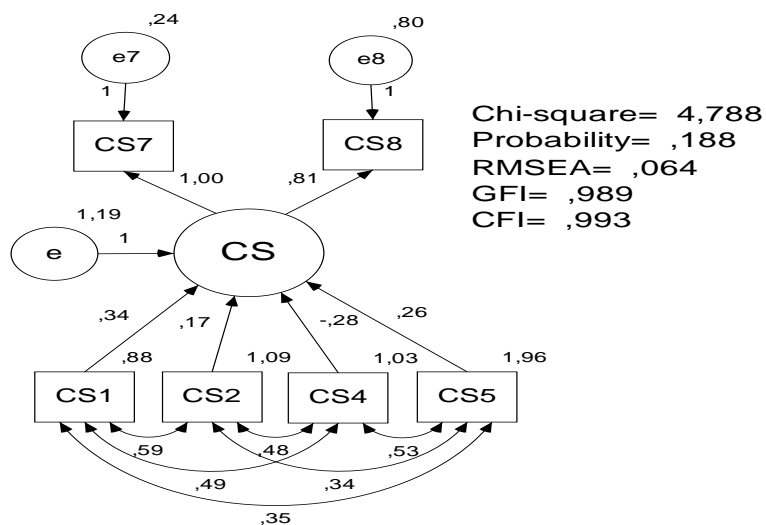 ,24
,80
e7
e8
1
1
CS7
CS8
Chi-square= 4,788
Probability= ,188
RMSEA= ,064
GFI= ,989
CFI= ,993
1,00
,81
1,19
e
1
CS
,34
,17
-,28
,26
,88
1,09
1,03
1,96
CS1
CS2
CS4
CS5
,59
,48
,53
,49
,34
,35